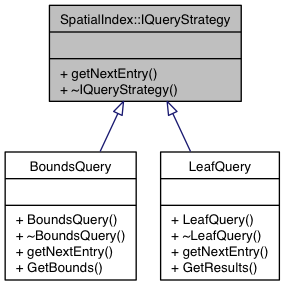 SpatialIndex::IQueryStrategy
+ getNextEntry()
+ ~IQueryStrategy()
BoundsQuery
+ BoundsQuery()
+ ~BoundsQuery()
+ getNextEntry()
+ GetBounds()
LeafQuery
+ LeafQuery()
+ ~LeafQuery()
+ getNextEntry()
+ GetResults()